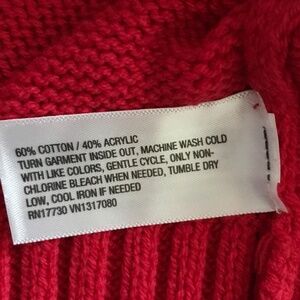 60% COTTON / 40% ACRYLIC
TURN GARMENT INSIDE OUT, MACHINE WASH COLD
WITH LIKE COLORS, GENTLE CYCLE, ONLY NON-
CHLORINE BLEACH WHEN NEEDED, TUMBLE DRY
LOW, COOL IRON IF NEEDED
RN17730 VN1317080